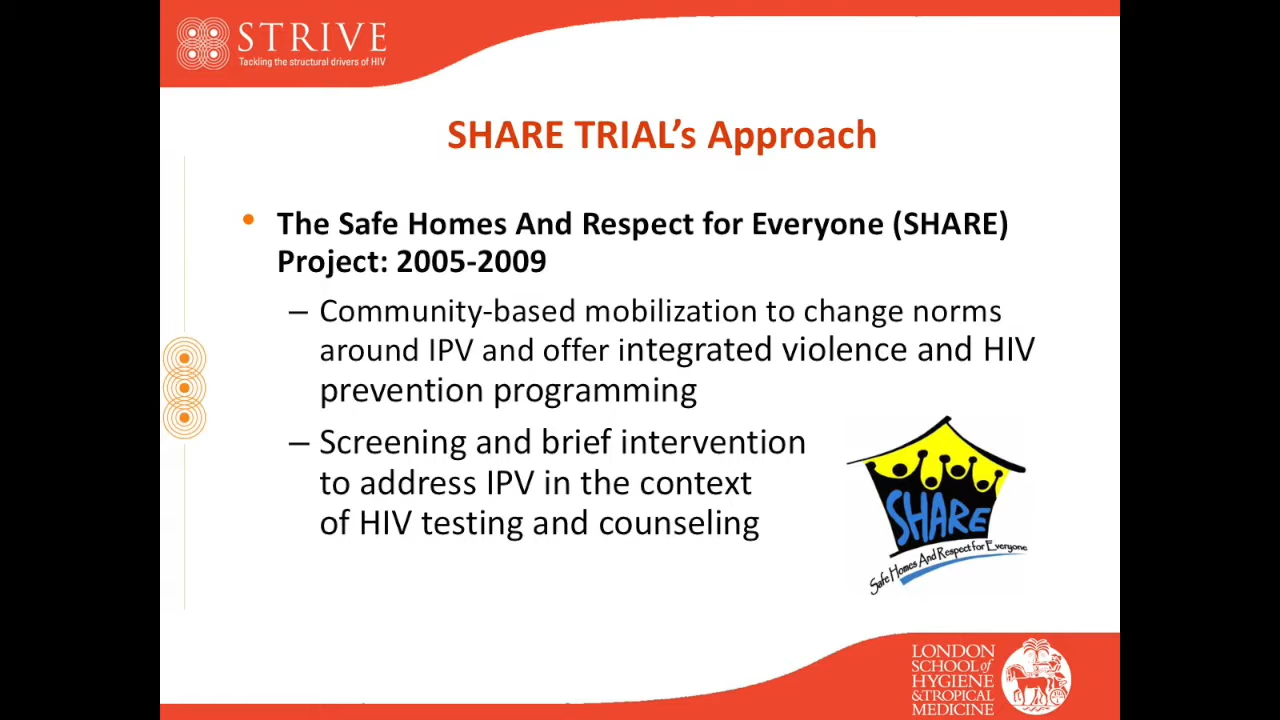 STRIVE
Tackling the structural drivers of HIV
SHARE TRIAL's Approach
• The Safe Homes And Respect for Everyone (SHARE)
Project: 2005-2009
– Community-based mobilization to change norms
around IPV and offer integrated violence and HIV
prevention programming
– Screening and brief intervention
to address IPV in the context
of HIV testing and counseling
SHARE
Safe Homes And Respect for Everyone
LONDON
SCHOOL of
HYGIENE
& TROPICAL
MEDICINE